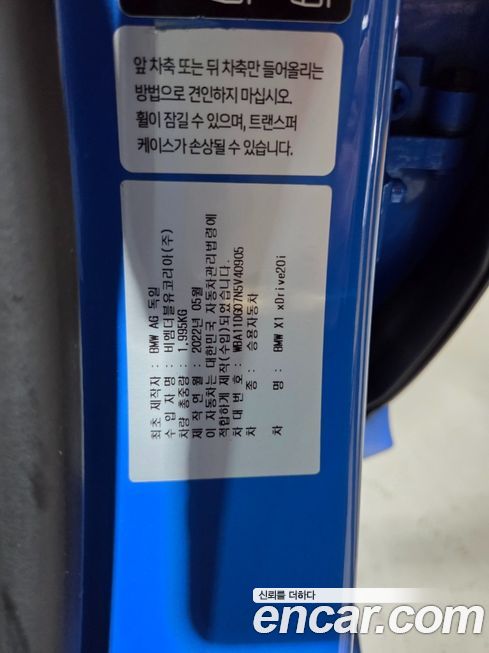 앞 차축 또는 뒤 차축만 들어올리는
방법으로 견인하지 마십시오.
휠이 잠길 수 있으며, 트랜스퍼
케이스가 손상될 수 있습니다.
최초 제작자 : BMW AG 독일
수 입 자 명 : 비엠더블유코리아(주)
차량 총중량 : 1,995KG
제 작 연 월 : 2022년 05월
이 자동차는 대한민국 자동차관리법령에
적합하게 제작(수입)되었습니다.
차 대 번 호 : WBA11OG07N5V40905
차 종 : 승용자동차
차 명 : BMW X1 xDrive20i
신뢰를 더하다
encar.com